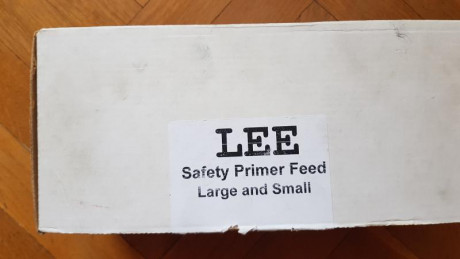 LEE
Safety Primer Feed
Large and Small